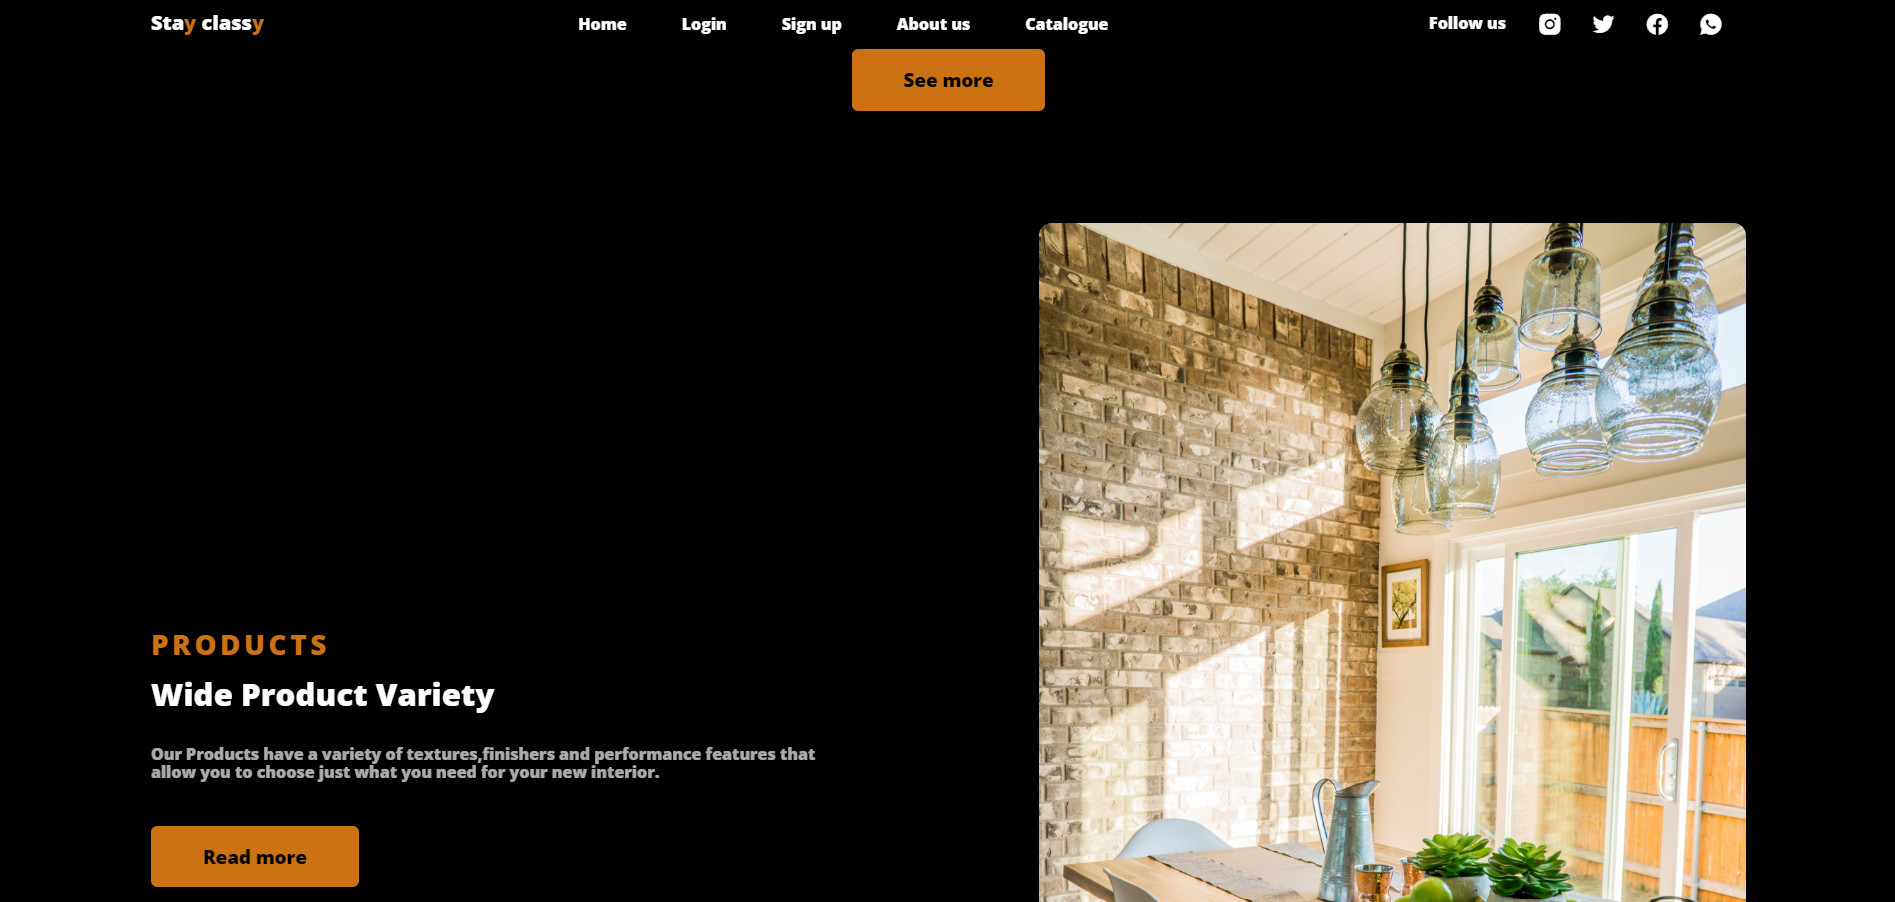 Stay classy
Home
Login
Sign up
About us
Catalogue
Follow us
See more
PRODUCTS
Wide Product Variety
Our Products have a variety of textures,finishers and performance features that
allow you to choose just what you need for your new interior.
Read more